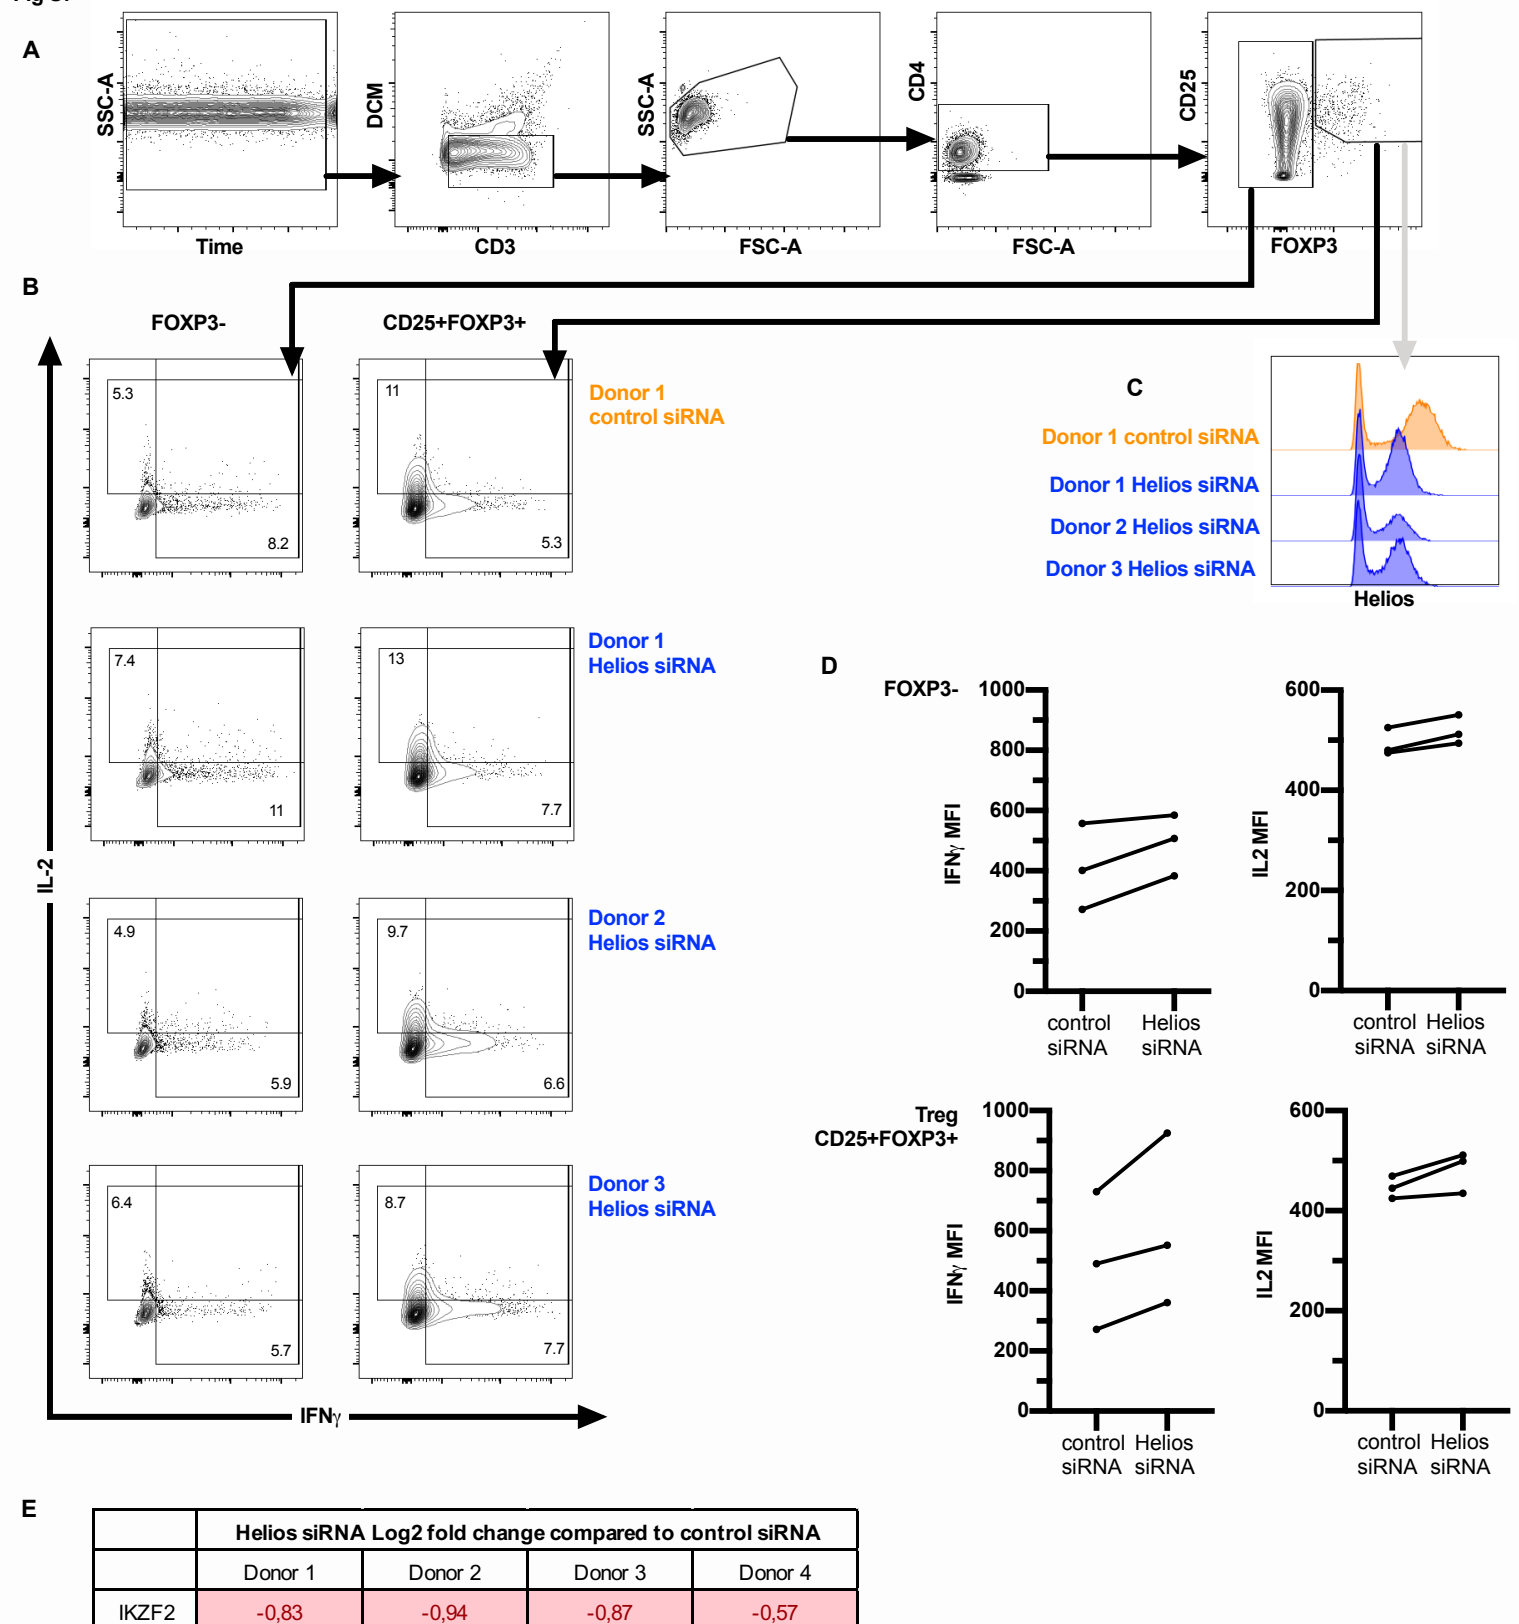 A
SSC-A
Time
DCM
CD3
SSC-A
FSC-A
CD4
FSC-A
CD25
FOXP3
B
FOXP3-
CD25+FOXP3+
5.3
8.2
11
5.3
Donor 1
control siRNA
7.4
11
13
7.7
Donor 1
Helios siRNA
4.9
5.9
9.7
6.6
Donor 2
Helios siRNA
6.4
5.7
8.7
7.7
Donor 3
Helios siRNA
IL-2
IFNγ
C
Donor 1 control siRNA
Donor 1 Helios siRNA
Donor 2 Helios siRNA
Donor 3 Helios siRNA
Helios
D
FOXP3-
1000
800
600
400
200
0
IFNγ MFI
control
siRNA
Helios
siRNA
600
400
200
0
IL2 MFI
control
siRNA
Helios
siRNA
Treg
CD25+FOXP3+
1000
800
600
400
200
0
IFNγ MFI
control
siRNA
Helios
siRNA
600
400
200
0
IL2 MFI
control
siRNA
Helios
siRNA
E
Helios siRNA Log2 fold change compared to control siRNA
Donor 1 Donor 2 Donor 3 Donor 4
IKZF2 -0,83 -0,94 -0,87 -0,57